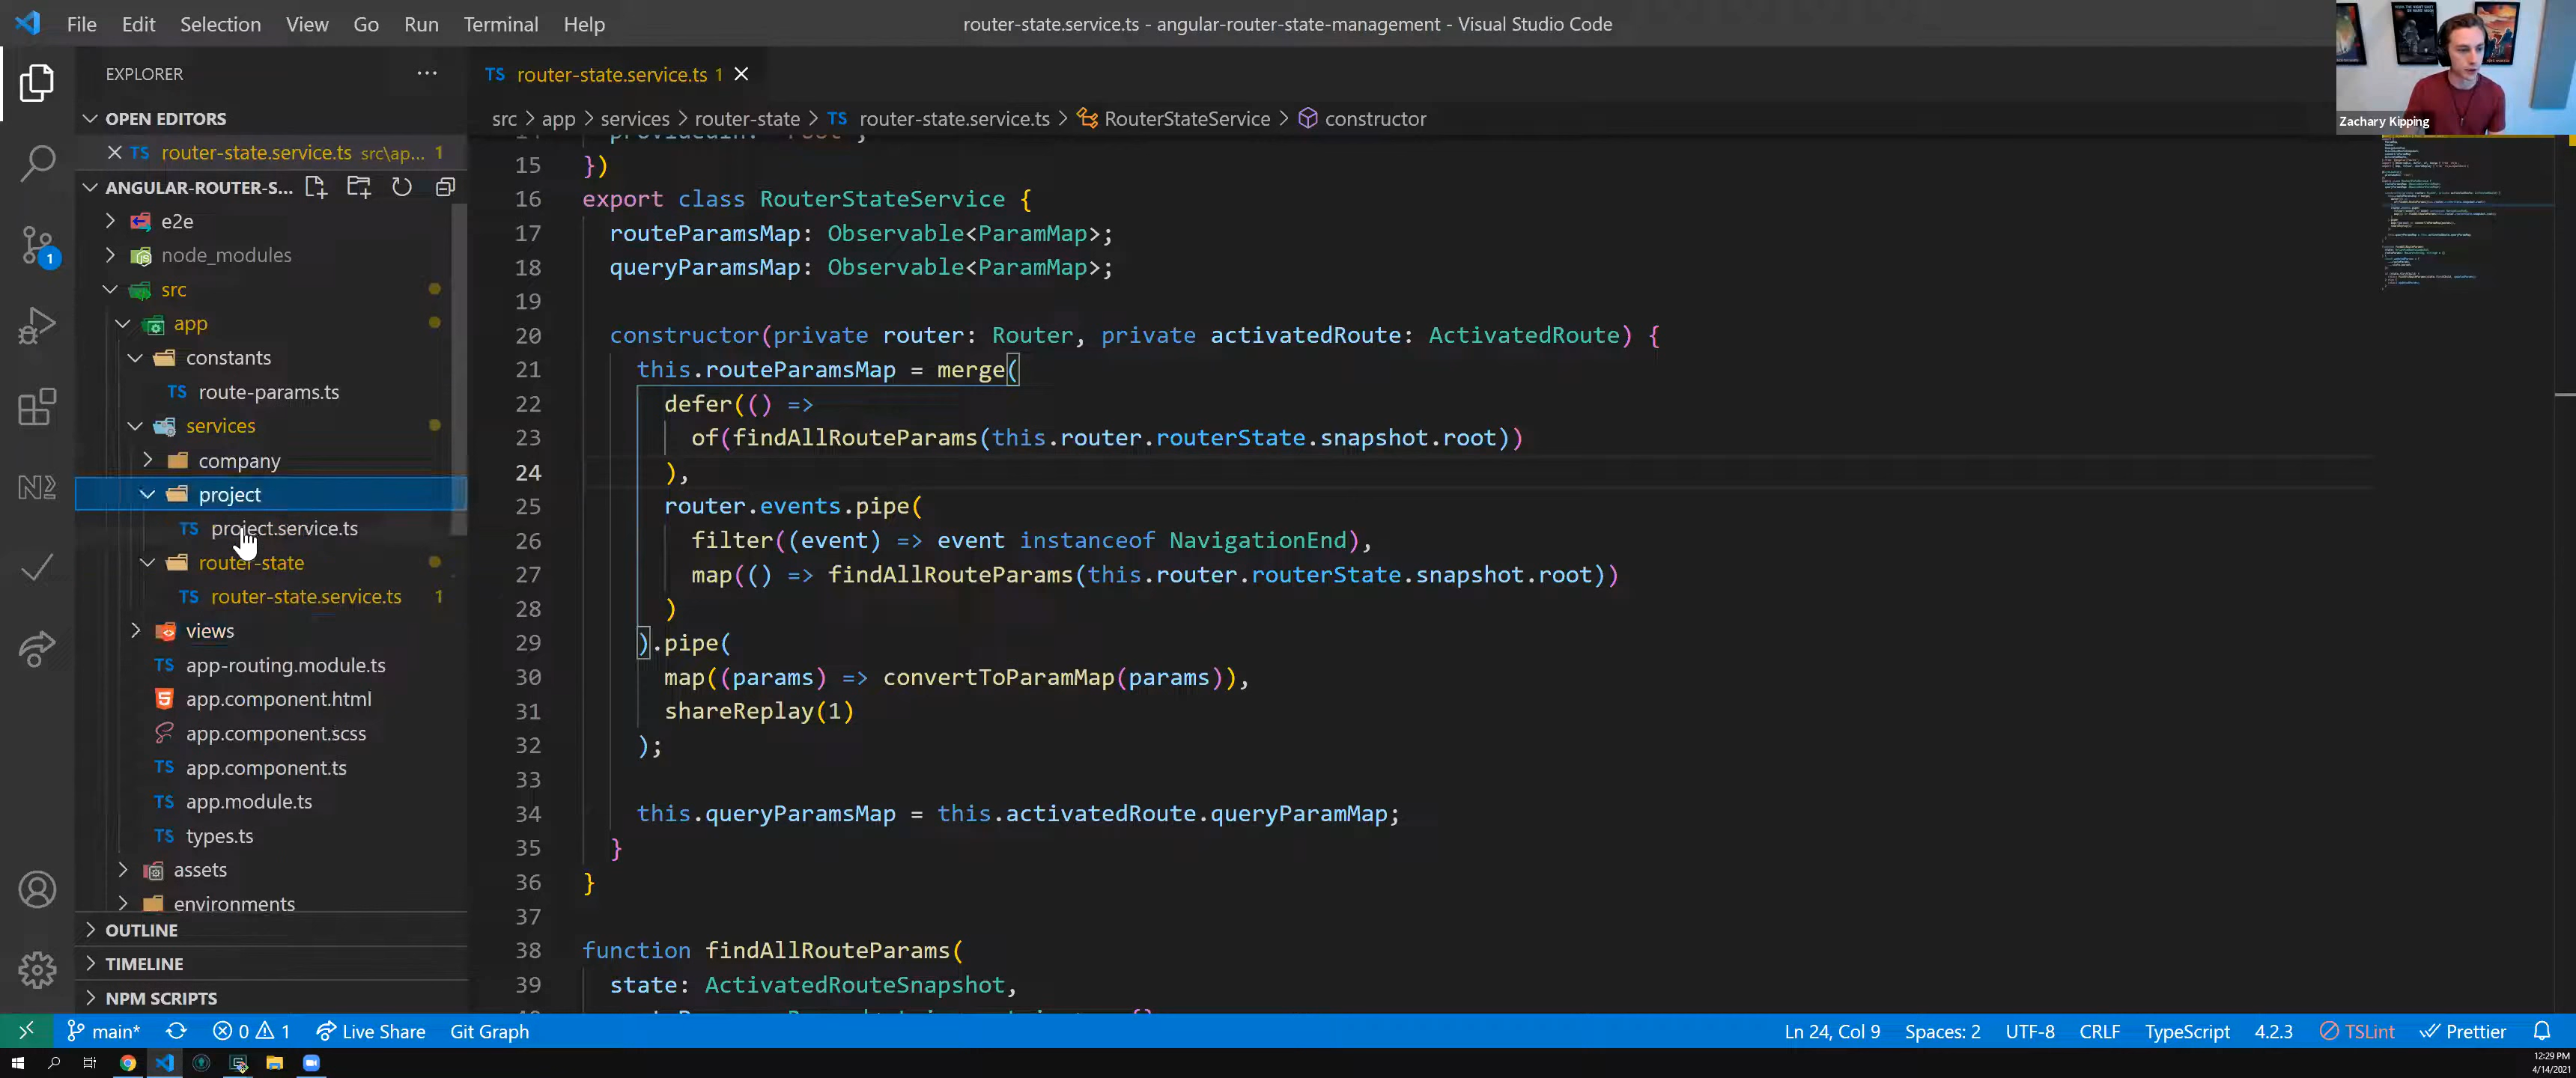 File Edit Selection View Go Run Terminal Help
router-state.service.ts - angular-router-state-management - Visual Studio Code
Zachary Kipping
EXPLORER
OPEN EDITORS
TS router-state.service.ts src\ap... 1
ANGULAR-ROUTER-S...
e2e
node_modules
src
app
constants
TS route-params.ts
services
company
project
TS project.service.ts
router-state
TS router-state.service.ts 1
views
TS app-routing.module.ts
app.component.html
app.component.scss
TS app.component.ts
TS app.module.ts
TS types.ts
assets
environments
OUTLINE
TIMELINE
NPM SCRIPTS
1
TS router-state.service.ts 1
src > app > services > router-state > TS router-state.service.ts > RouterStateService > constructor
15 })
16 export class RouterStateService {
17 routeParamsMap: Observable<ParamMap>;
18 queryParamsMap: Observable<ParamMap>;
19
20 constructor(private router: Router, private activatedRoute: ActivatedRoute) {
21 this.routeParamsMap = merge(
22 defer(() =>
23 of(findAllRouteParams(this.router.routerState.snapshot.root))
24 ),
25 router.events.pipe(
26 filter((event) => event instanceof NavigationEnd),
27 map(() => findAllRouteParams(this.router.routerState.snapshot.root))
28 )
29 ).pipe(
30 map((params) => convertToParamMap(params)),
31 shareReplay(1)
32 );
33
34 this.queryParamsMap = this.activatedRoute.queryParamMap;
35 }
36 }
37
38 function findAllRouteParams(
39 state: ActivatedRouteSnapshot,
main* 0 1 Live Share Git Graph
Ln 24, Col 9 Spaces: 2 UTF-8 CRLF TypeScript 4.2.3 TSLint Prettier
12:29 PM
4/14/2021